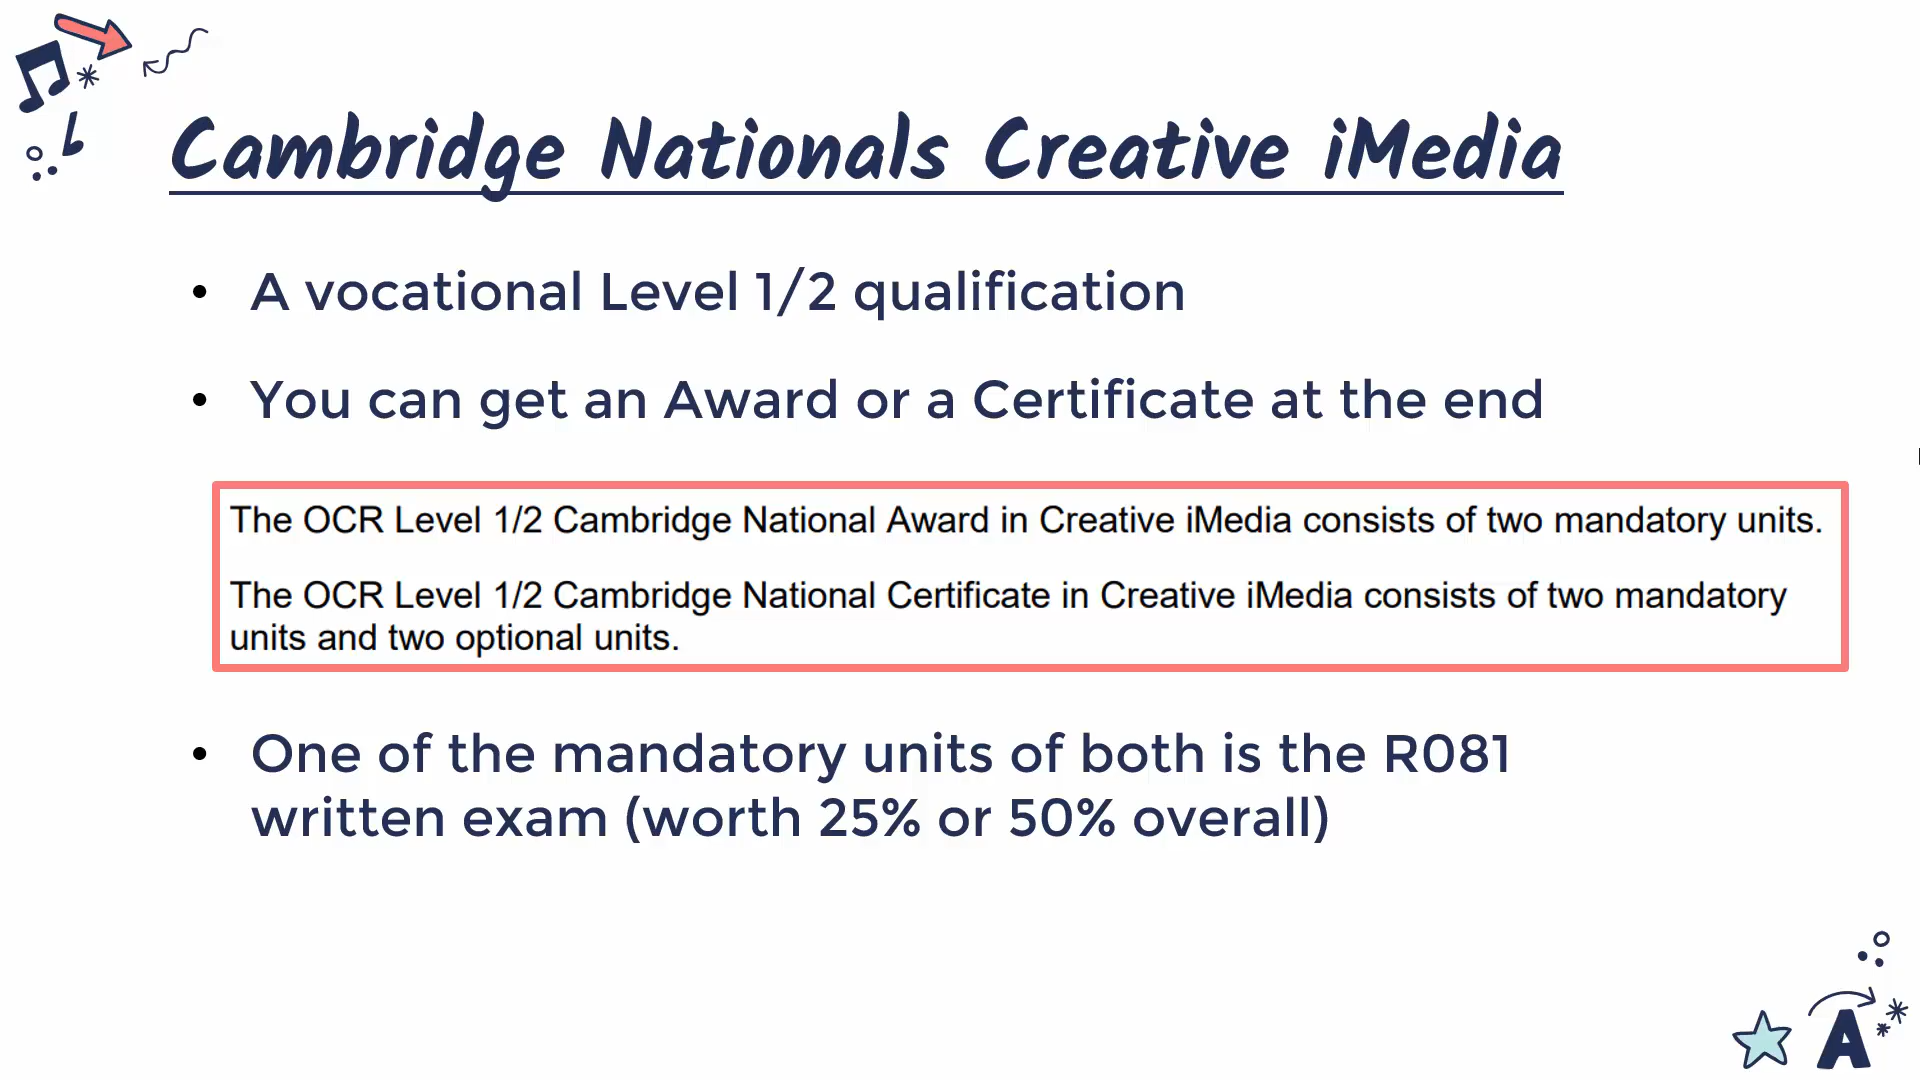 Cambridge Nationals Creative iMedia
• A vocational Level 1/2 qualification
• You can get an Award or a Certificate at the end
The OCR Level 1/2 Cambridge National Award in Creative iMedia consists of two mandatory units.
The OCR Level 1/2 Cambridge National Certificate in Creative iMedia consists of two mandatory
units and two optional units.
• One of the mandatory units of both is the R081
written exam (worth 25% or 50% overall)
A